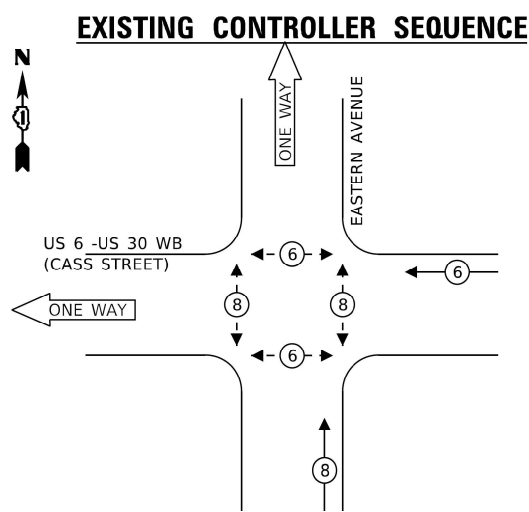 EXISTING CONTROLLER SEQUENCE
N
ONE WAY
EASTERN AVENUE
US 6 -US 30 WB
(CASS STREET)
6
6
8
8
ONE WAY
6
8